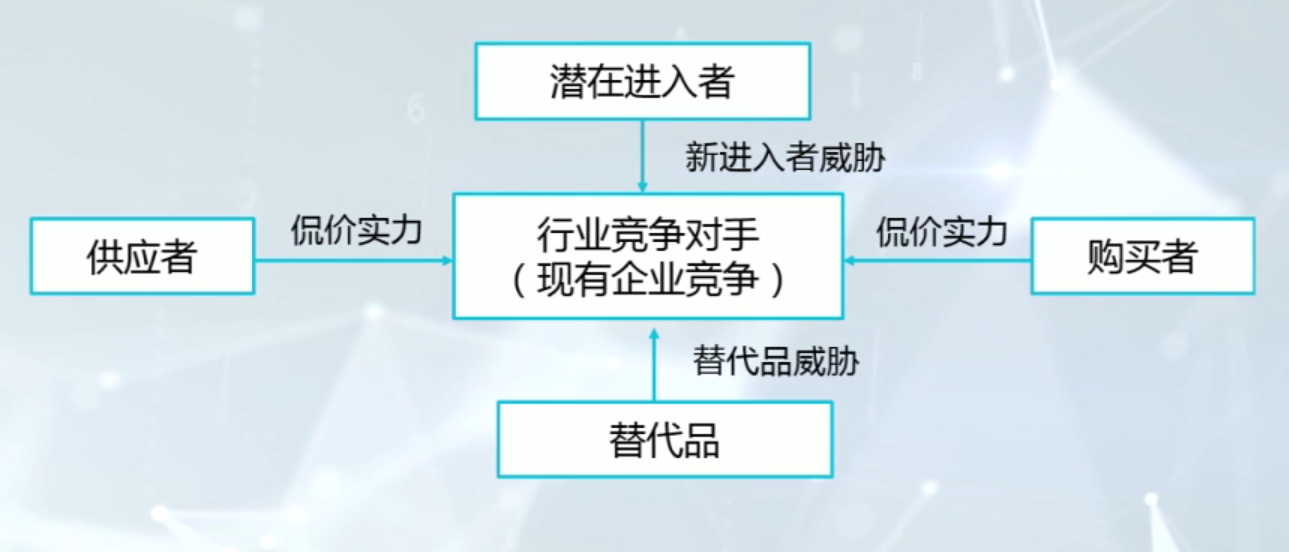 潜在进入者
新进入者威胁
供应者
侃价实力
行业竞争对手
（现有企业竞争）
侃价实力
购买者
替代品威胁
替代品